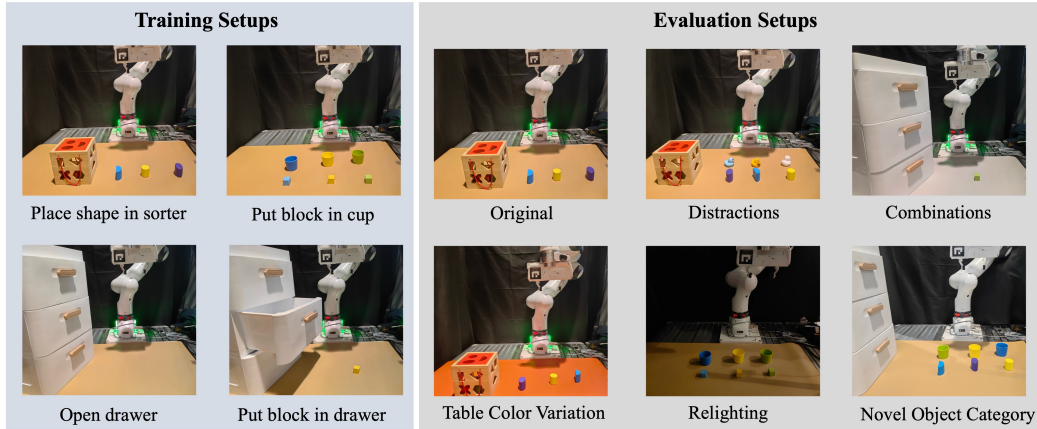 Training Setups
Evaluation Setups
Place shape in sorter
Put block in cup
Original
Distractions
Combinations
Open drawer
Put block in drawer
Table Color Variation
Relighting
Novel Object Category